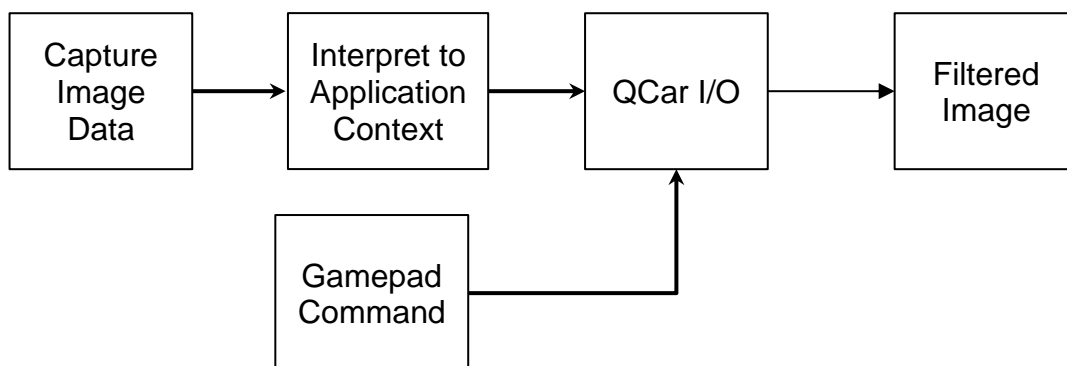 Capture
Image
Data
Interpret to
Application
Context
QCar I/O
Filtered
Image
Gamepad
Command